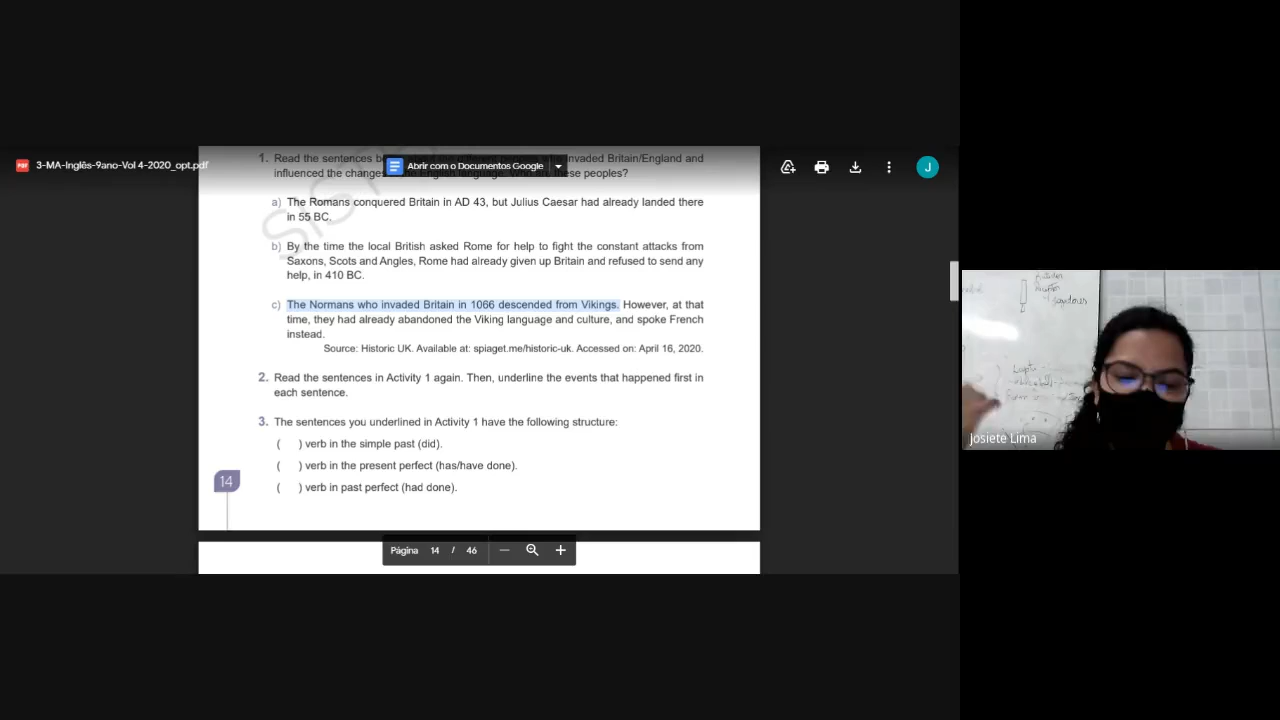 3-MA-Inglês-9ano-Vol 4-2020_opt.pdf
Abrir com o Documentos Google
J
1. Read the sentences invaded Britain/England and
influenced the changes language. these peoples?
SIST
a) The Romans conquered Britain in AD 43, but Julius Caesar had already landed there
in 55 BC.
b) By the time the local British asked Rome for help to fight the constant attacks from
Saxons, Scots and Angles, Rome had already given up Britain and refused to send any
help, in 410 BC.
c) The Normans who invaded Britain in 1066 descended from Vikings. However, at that
time, they had already abandoned the Viking language and culture, and spoke French
instead.
Source: Historic UK. Available at: spiaget.me/historic-uk. Accessed on: April 16, 2020.
2. Read the sentences in Activity 1 again. Then, underline the events that happened first in
each sentence.
3. The sentences you underlined in Activity 1 have the following structure:
( ) verb in the simple past (did).
( ) verb in the present perfect (has/have done).
( ) verb in past perfect (had done).
14
Página 14 / 46
Josiete Lima